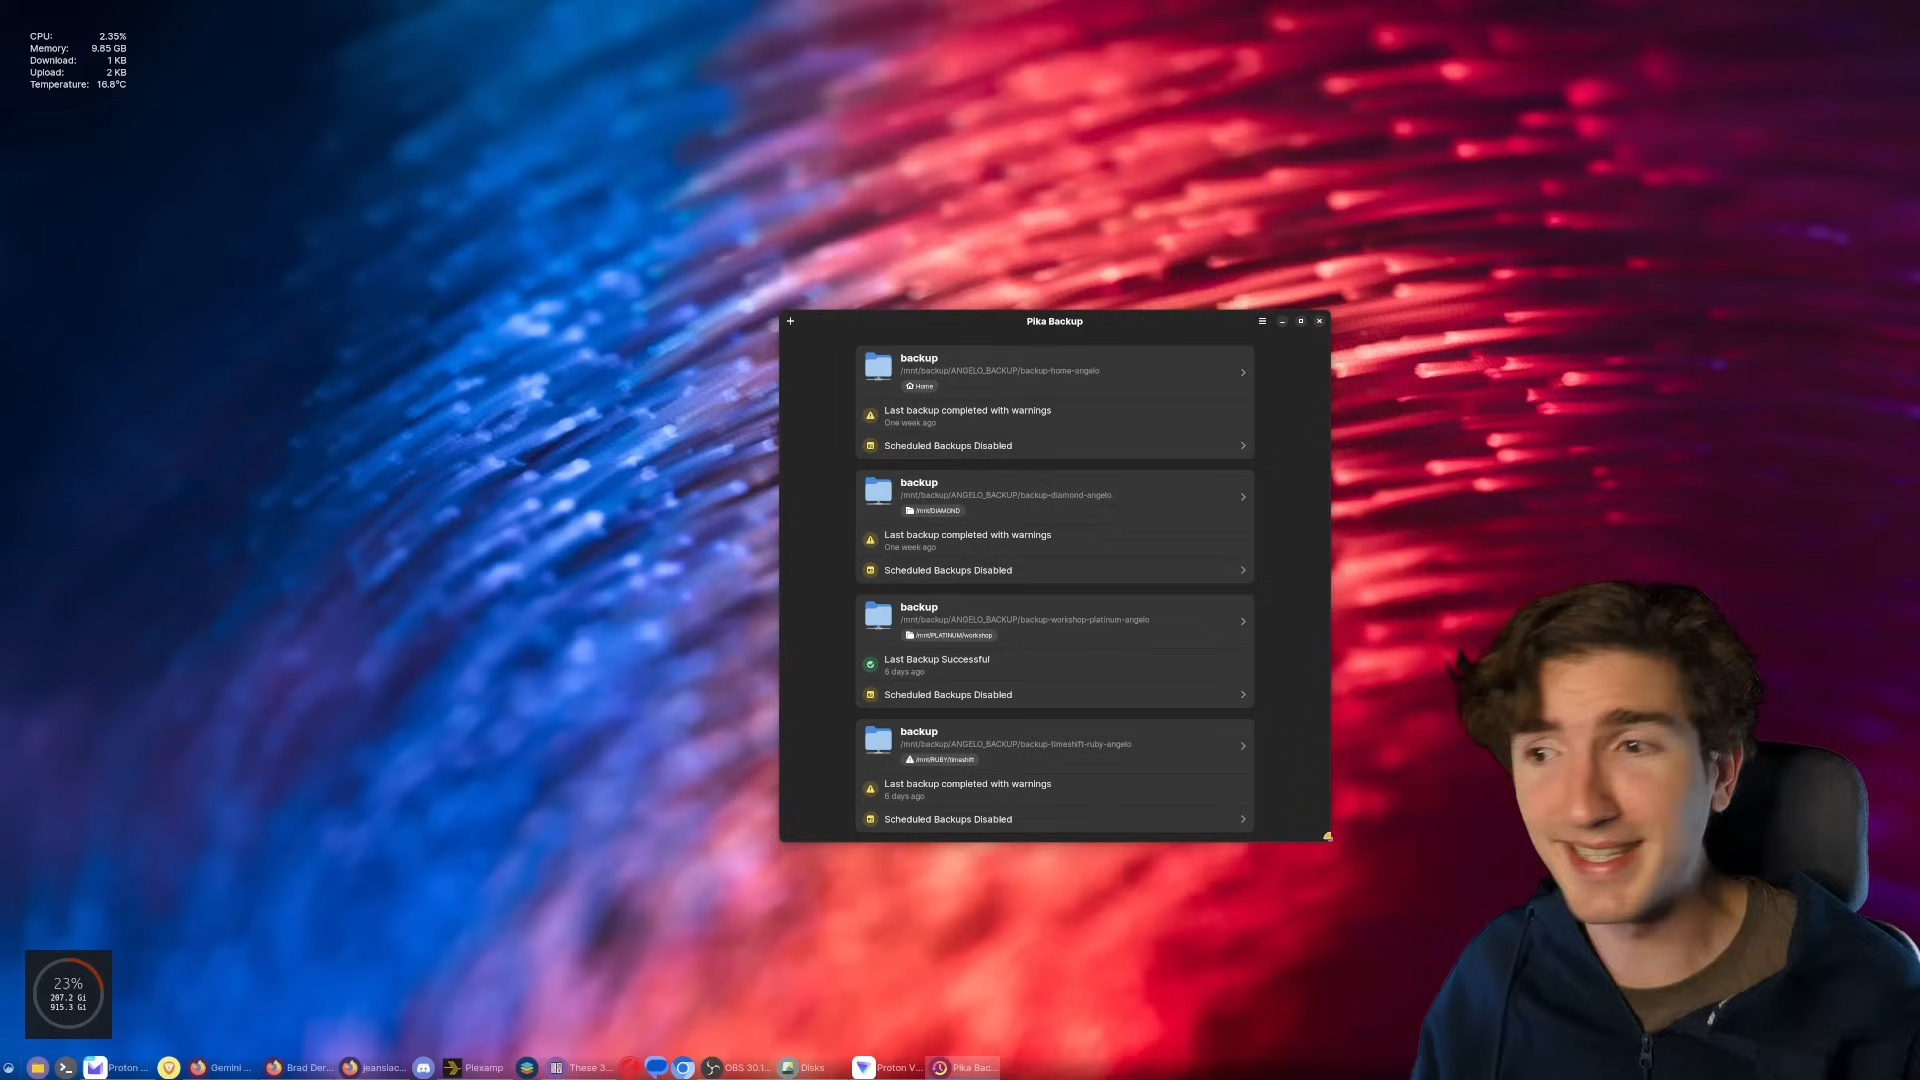 CPU: 2.35%
Memory: 9.85 GB
Download: 1 KB
Upload: 2 KB
Temperature: 16.8°C
Pika Backup
backup
/mnt/backup/ANGELO_BACKUP/backup-home-angelo
Home
Last backup completed with warnings
One week ago
Scheduled Backups Disabled
backup
/mnt/backup/ANGELO_BACKUP/backup-diamond-angelo
/mnt/DIAMOND
Last backup completed with warnings
One week ago
Scheduled Backups Disabled
backup
/mnt/backup/ANGELO_BACKUP/backup-workshop-platinum-angelo
/mnt/PLATINUM/workshop
Last Backup Successful
6 days ago
Scheduled Backups Disabled
backup
/mnt/backup/ANGELO_BACKUP/backup-timeshift-ruby-angelo
/mnt/RUBY/timeshift
Last backup completed with warnings
6 days ago
Scheduled Backups Disabled
23%
207.2 Gi
915.3 Gi
Proton ... Gemini ... Brad Der... jeanslac... Plexamp These 3... OBS 30.1... Disks Proton V... Pika Bac...